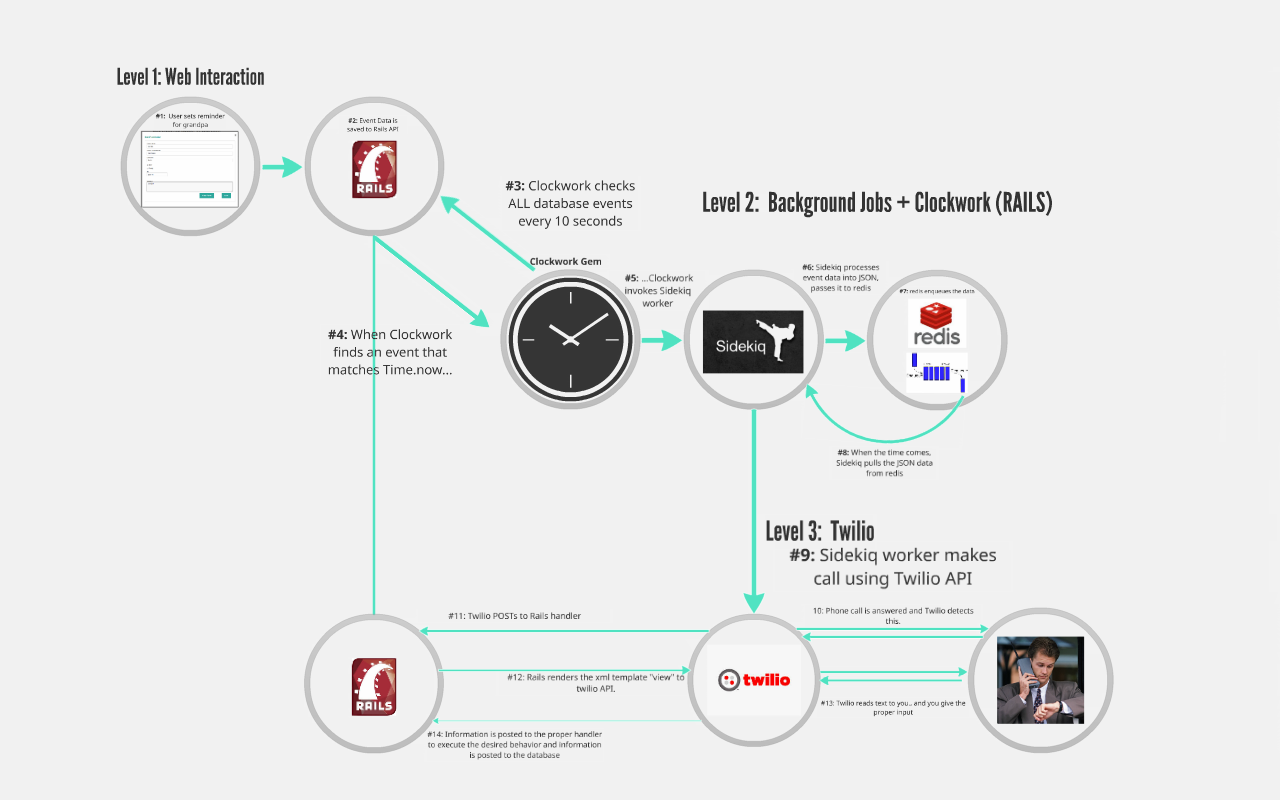 Level 1: Web Interaction
#1: User sets reminder
for grandpa
#2: Event Data is
saved to Rails API
RAILS
#3: Clockwork checks
ALL database events
every 10 seconds
Level 2: Background Jobs + Clockwork (RAILS)
Clockwork Gem
#4: When Clockwork
finds an event that
matches Time.now...
#5: ...Clockwork
invokes Sidekiq
worker
Sidekiq
#6: Sidekiq processes
event data into JSON,
passes it to redis
#7: redis enqueues the data
redis
#8: When the time comes,
Sidekiq pulls the JSON data
from redis
Level 3: Twilio
#9: Sidekiq worker makes
call using Twilio API
10: Phone call is answered and Twilio detects
this.
#11: Twilio POSTs to Rails handler
RAILS
#12: Rails renders the xml template "view" to
twilio API.
twilio
#13: Twilio reads text to you.. and you give the
proper input
#14: Information is posted to the proper handler
to execute the desired behavior and information
is posted to the database